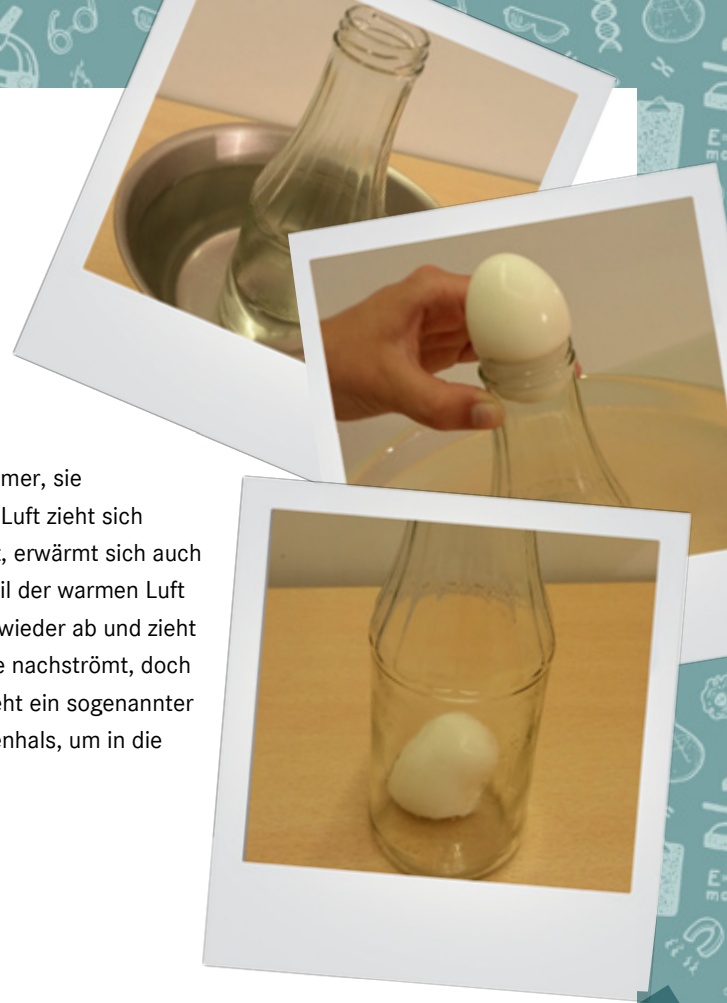 mer, sie
Luft zieht sich
, erwärmt sich auch
il der warmen Luft
wieder ab und zieht
e nachströmt, doch
eht ein sogenannter
enhals, um in die